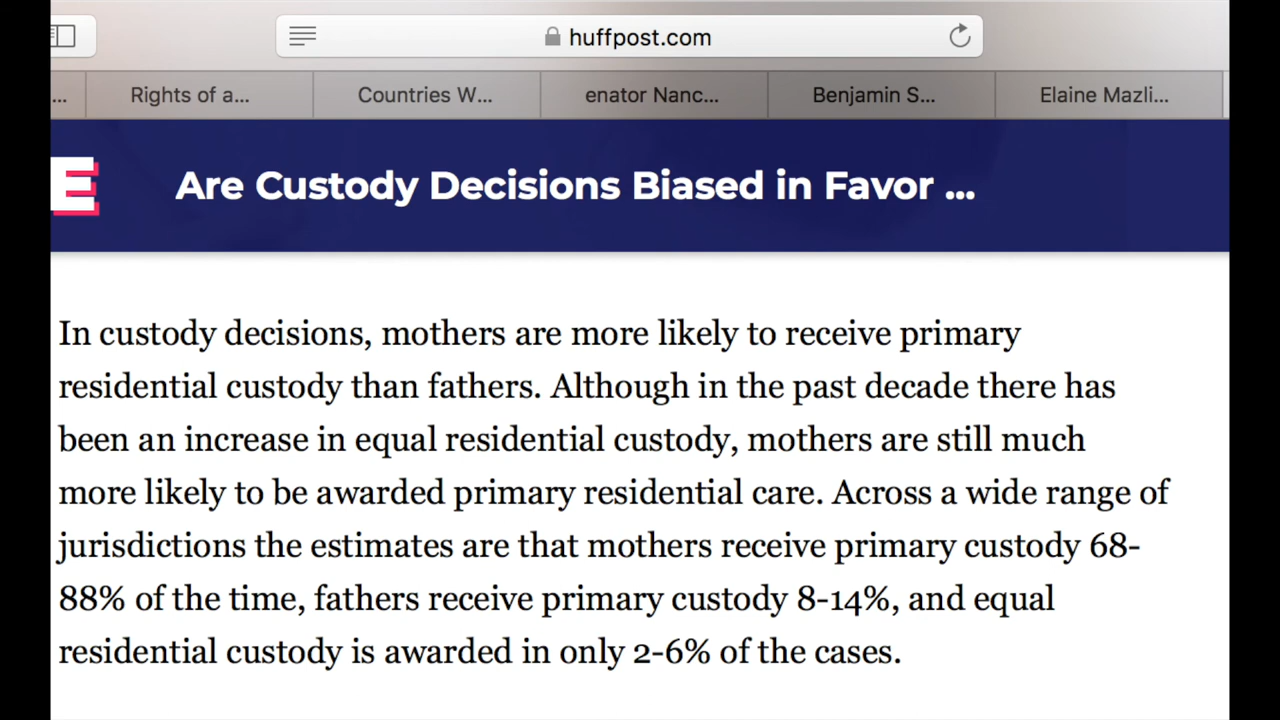 huffpost.com
... Rights of a... Countries W... enator Nanc... Benjamin S... Elaine Mazli...
E Are Custody Decisions Biased in Favor ...
In custody decisions, mothers are more likely to receive primary
residential custody than fathers. Although in the past decade there has
been an increase in equal residential custody, mothers are still much
more likely to be awarded primary residential care. Across a wide range of
jurisdictions the estimates are that mothers receive primary custody 68-
88% of the time, fathers receive primary custody 8-14%, and equal
residential custody is awarded in only 2-6% of the cases.